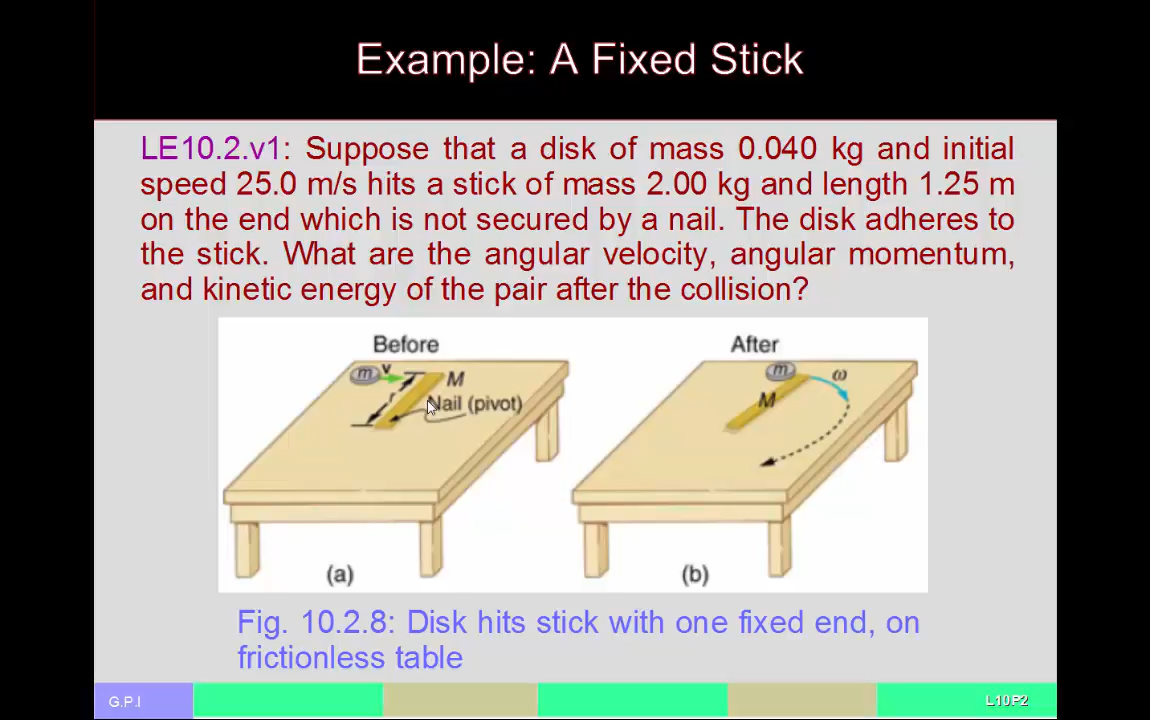 Example: A Fixed Stick
LE10.2.v1: Suppose that a disk of mass 0.040 kg and initial
speed 25.0 m/s hits a stick of mass 2.00 kg and length 1.25 m
on the end which is not secured by a nail. The disk adheres to
the stick. What are the angular velocity, angular momentum,
and kinetic energy of the pair after the collision?
Before
m
v
M
r
Nail (pivot)
(a)
After
m
ω
M
(b)
Fig. 10.2.8: Disk hits stick with one fixed end, on
frictionless table
G.P.I
L10P2